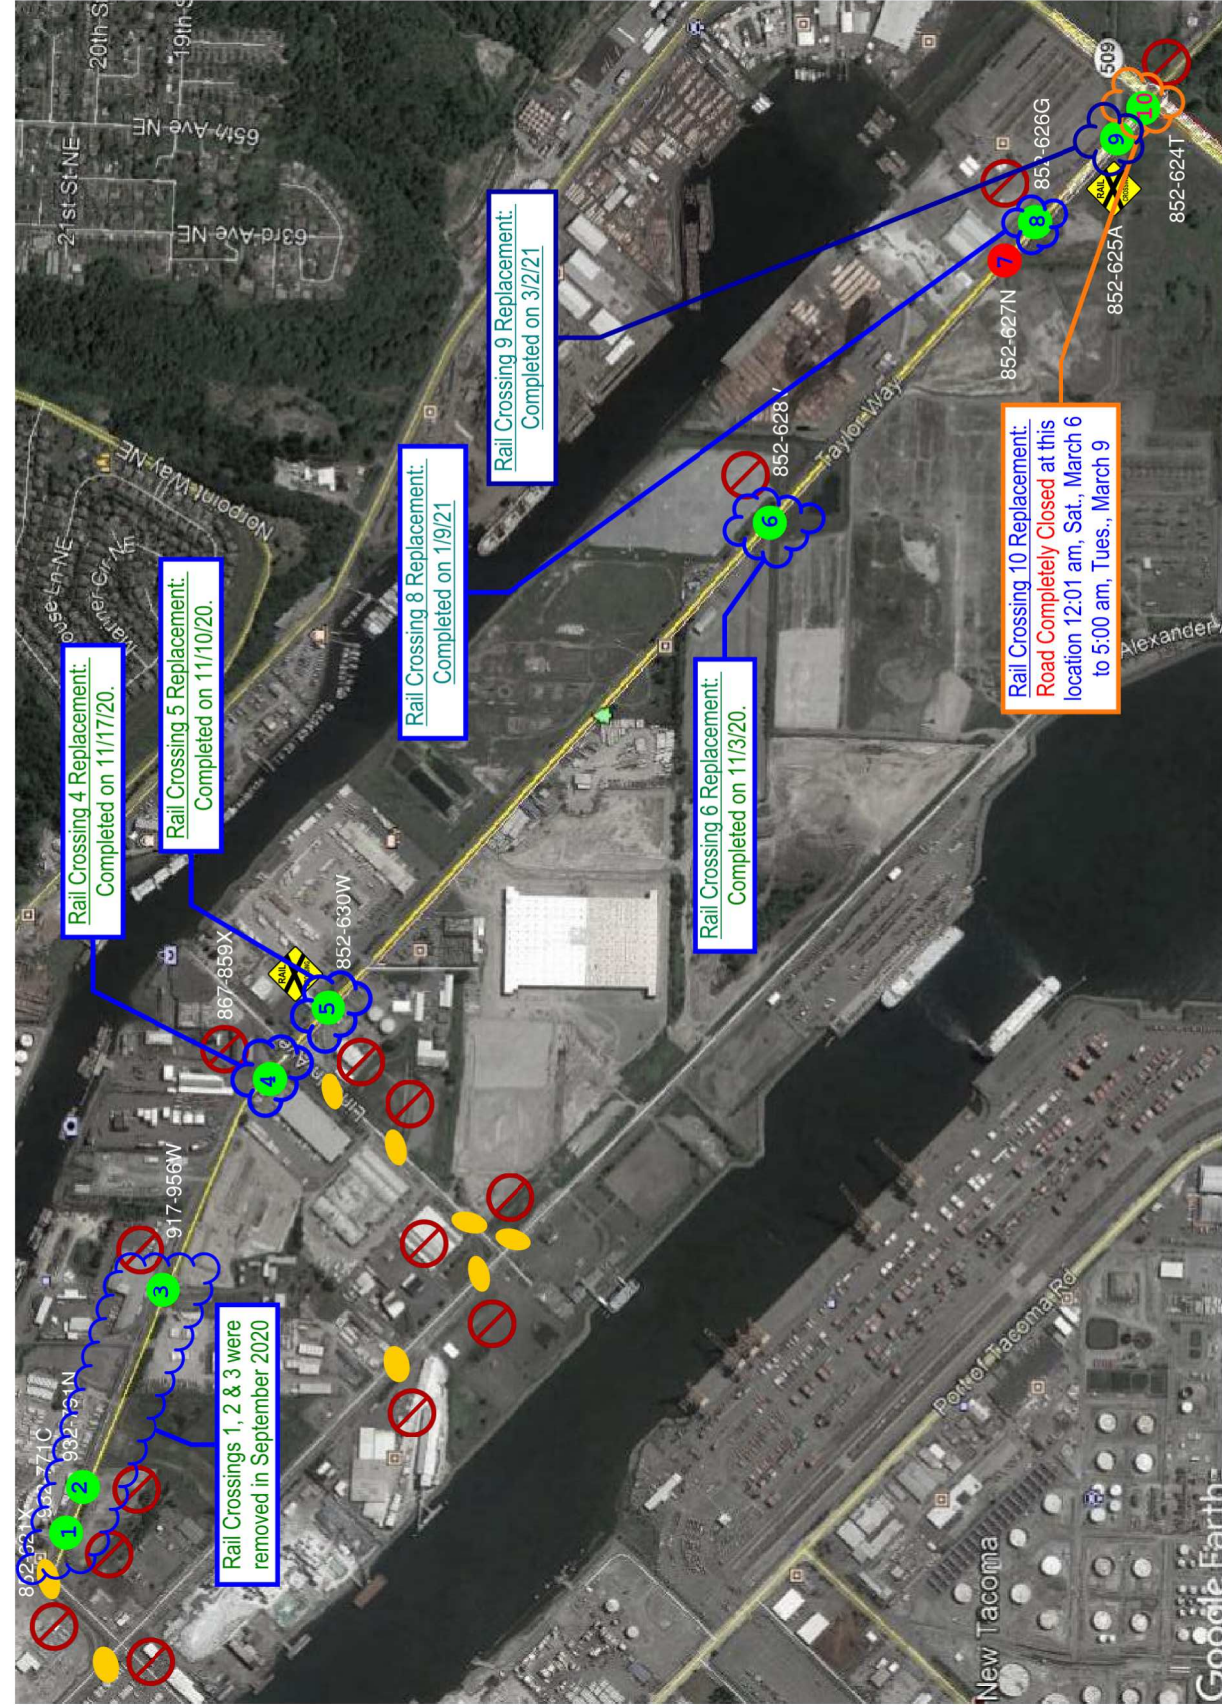 Rail Crossing 4 Replacement:
Completed on 11/17/20.
Rail Crossing 5 Replacement:
Completed on 11/10/20.
Rail Crossing 8 Replacement:
Completed on 1/9/21
Rail Crossing 9 Replacement:
Completed on 3/2/21
Rail Crossing 6 Replacement:
Completed on 11/3/20.
Rail Crossing 10 Replacement:
Road Completely Closed at this
location 12:01 am, Sat., March 6
to 5:00 am, Tues., March 9
Rail Crossings 1, 2 & 3 were
removed in September 2020
1
2
3
4
5
6
7
8
9
10
917-956W
867-859X
852-630W
852-627N
852-626G
852-625A
852-624T
RAIL
RAIL
509
20th S
19th S
21st St NE
65th Ave NE
63rd Ave NE
Norpoint Way NE
Taylor Way
Alexander
Port of Tacoma Rd
New Tacoma
Google Earth